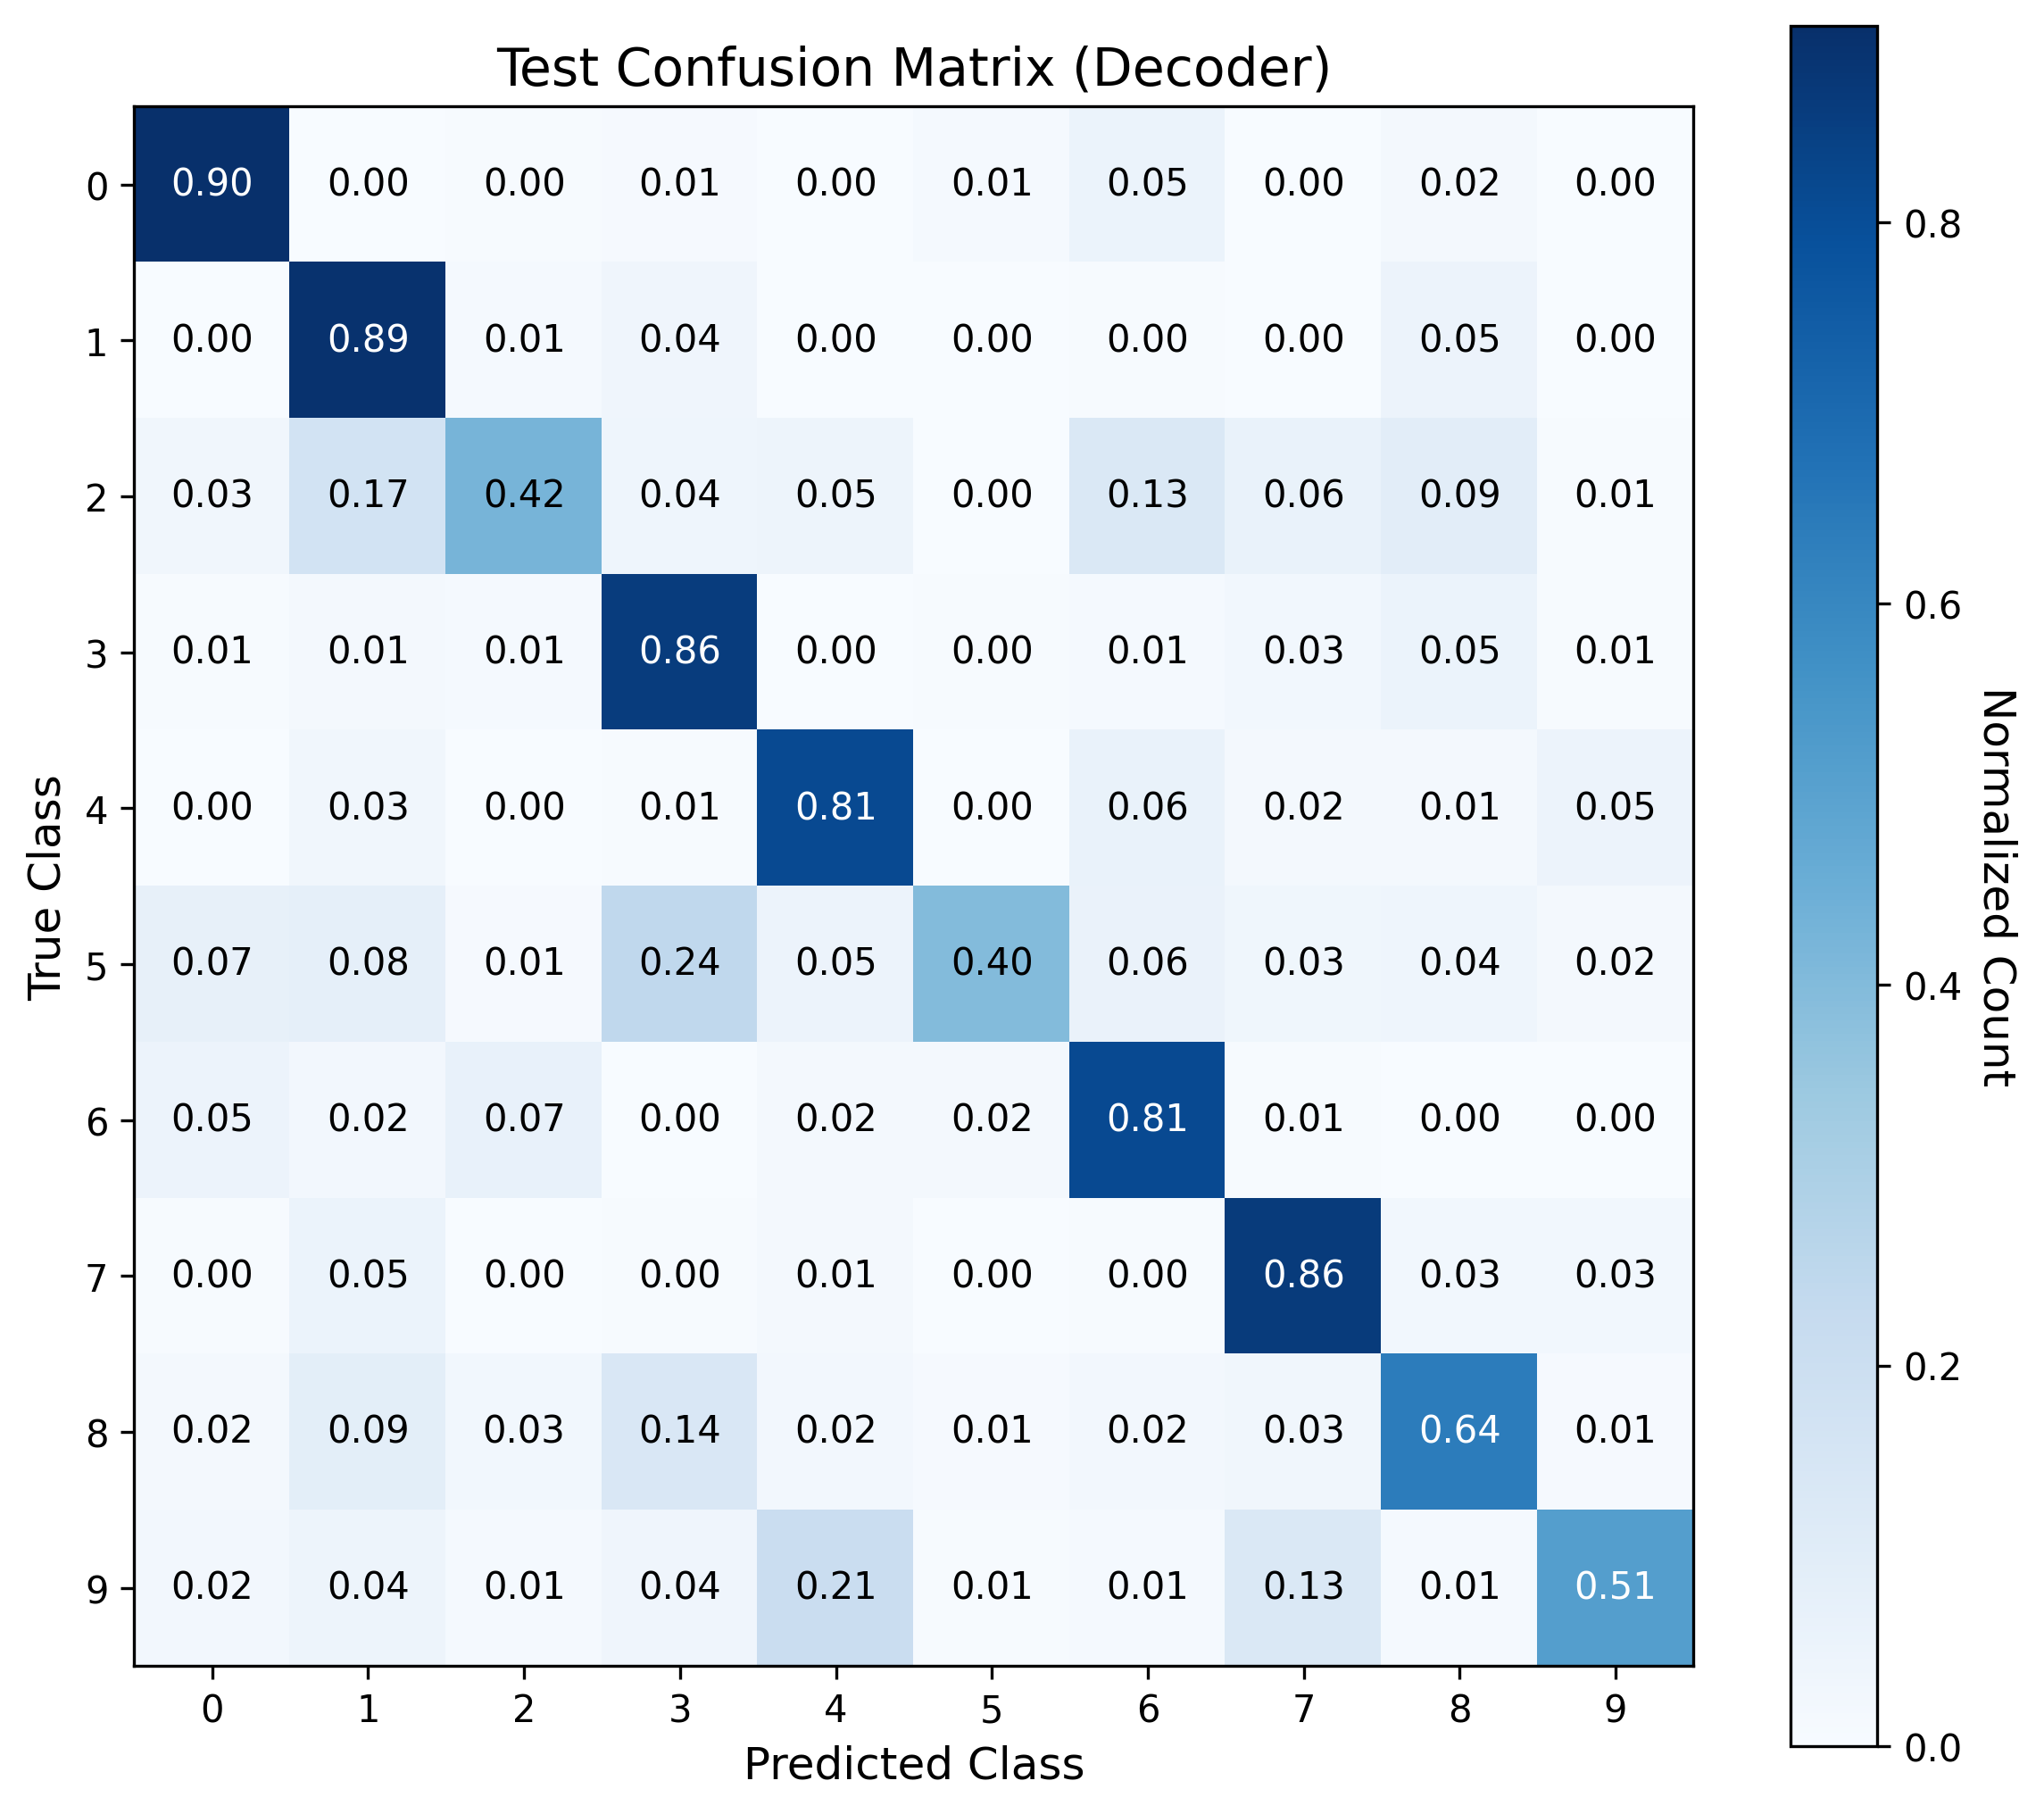 Test Confusion Matrix (Decoder)
0 0.90 0.00 0.00 0.01 0.00 0.01 0.05 0.00 0.02 0.00
1 0.00 0.89 0.01 0.04 0.00 0.00 0.00 0.00 0.05 0.00
2 0.03 0.17 0.42 0.04 0.05 0.00 0.13 0.06 0.09 0.01
3 0.01 0.01 0.01 0.86 0.00 0.00 0.01 0.03 0.05 0.01
4 0.00 0.03 0.00 0.01 0.81 0.00 0.06 0.02 0.01 0.05
5 0.07 0.08 0.01 0.24 0.05 0.40 0.06 0.03 0.04 0.02
6 0.05 0.02 0.07 0.00 0.02 0.02 0.81 0.01 0.00 0.00
7 0.00 0.05 0.00 0.00 0.01 0.00 0.00 0.86 0.03 0.03
8 0.02 0.09 0.03 0.14 0.02 0.01 0.02 0.03 0.64 0.01
9 0.02 0.04 0.01 0.04 0.21 0.01 0.01 0.13 0.01 0.51
0 1 2 3 4 5 6 7 8 9
Predicted Class
True Class
0.8
0.6
0.4
0.2
0.0
Normalized Count